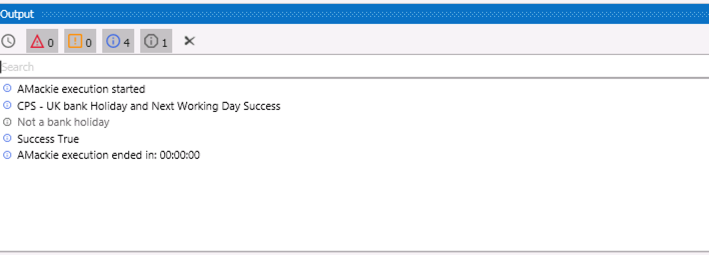 Output
0 0 4 1
Search
AMackie execution started
CPS - UK bank Holiday and Next Working Day Success
Not a bank holiday
Success True
AMackie execution ended in: 00:00:00